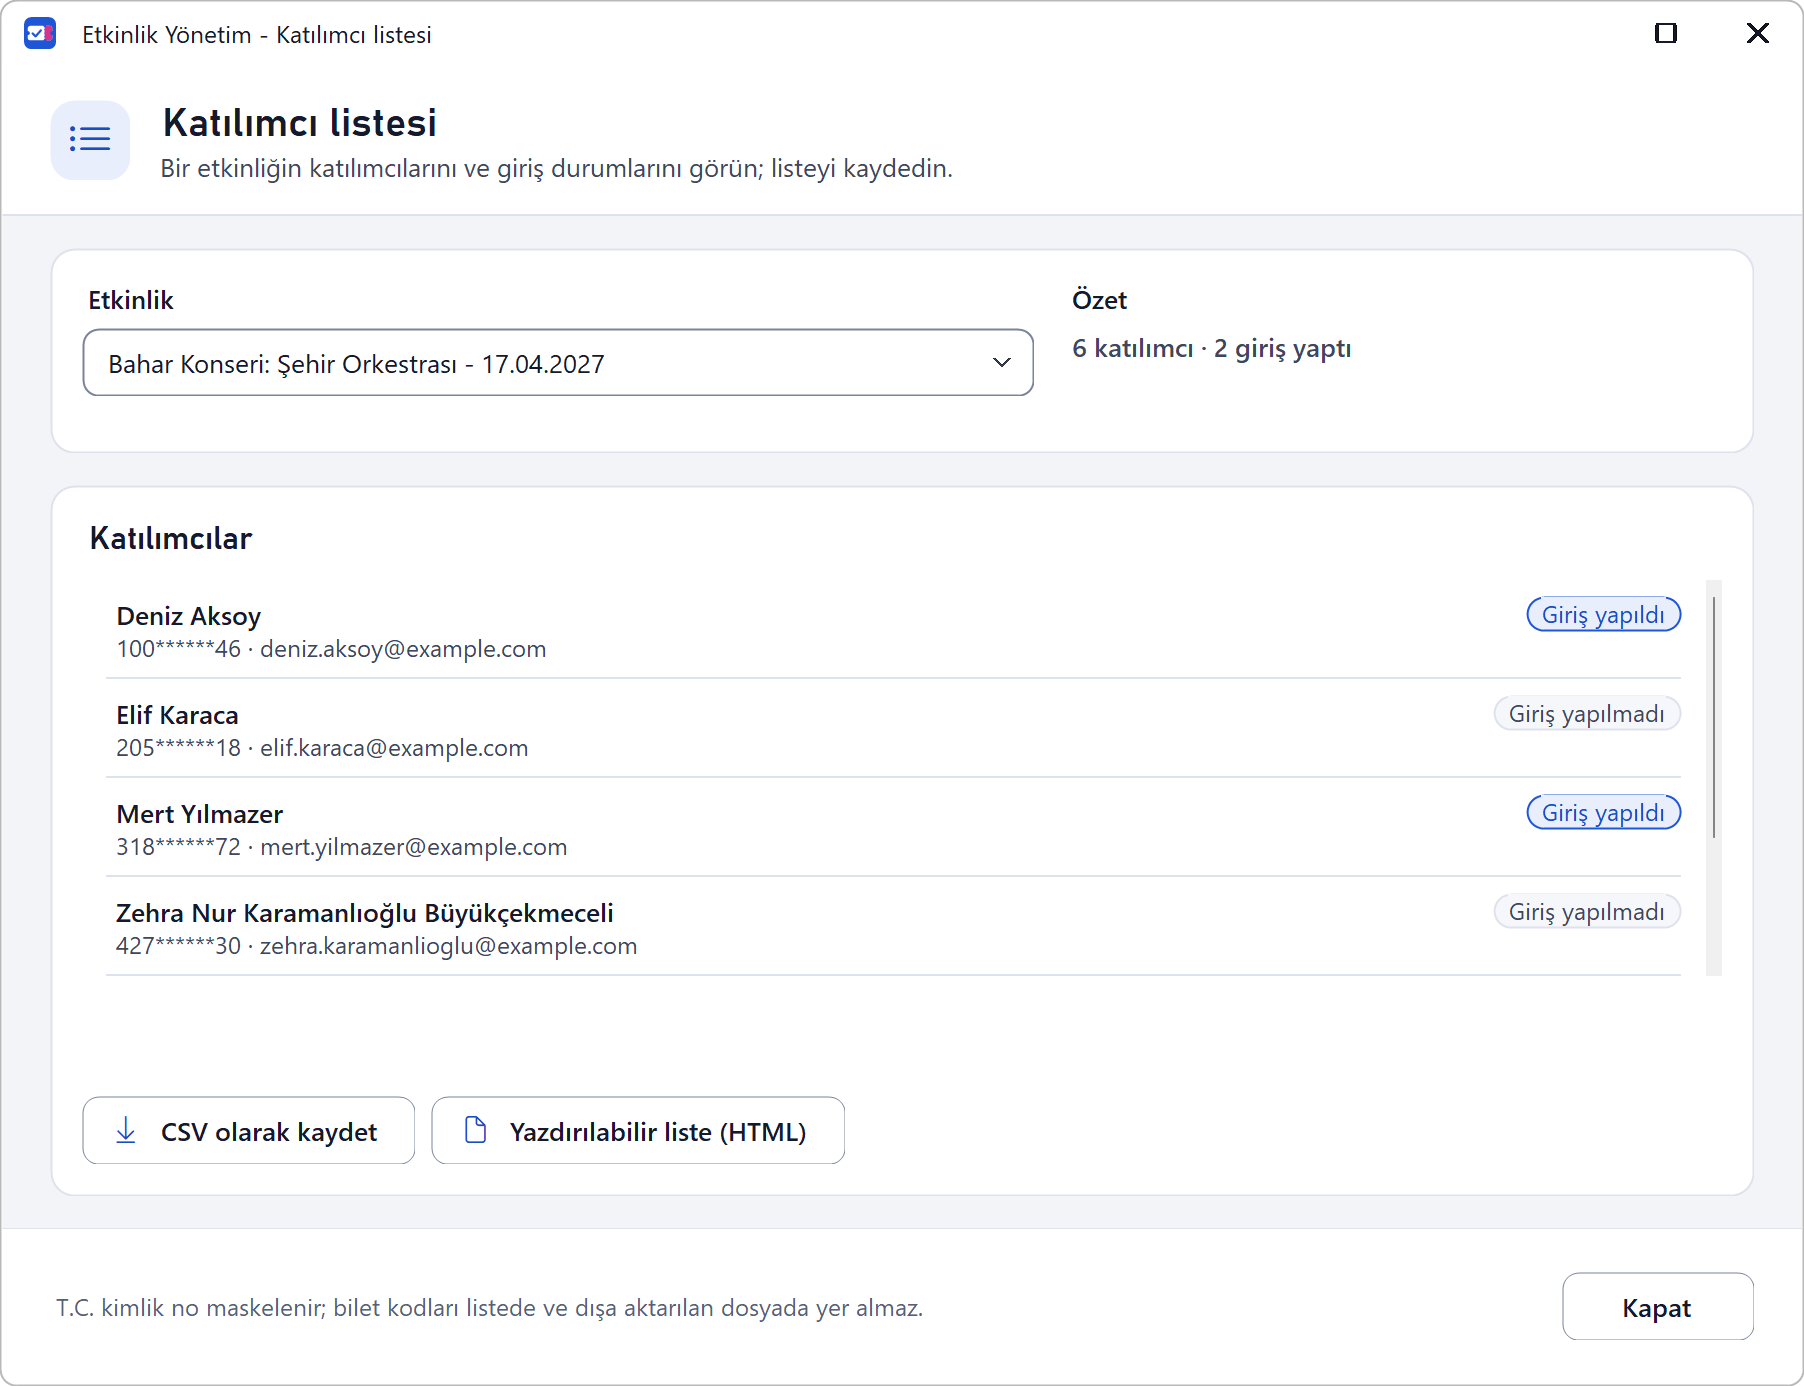 Etkinlik Yönetim - Katılımcı listesi
Katılımcı listesi
Bir etkinliğin katılımcılarını ve giriş durumlarını görün; listeyi kaydedin.
Etkinlik
Bahar Konseri: Şehir Orkestrası - 17.04.2027
Özet
6 katılımcı · 2 giriş yaptı
Katılımcılar
Deniz Aksoy
Giriş yapıldı
100******46 · deniz.aksoy@example.com
Elif Karaca
Giriş yapılmadı
205******18 · elif.karaca@example.com
Mert Yılmazer
Giriş yapıldı
318******72 · mert.yilmazer@example.com
Zehra Nur Karamanlıoğlu Büyükçekmeceli
Giriş yapılmadı
427******30 · zehra.karamanlioglu@example.com
CSV olarak kaydet
Yazdırılabilir liste (HTML)
T.C. kimlik no maskelenir; bilet kodları listede ve dışa aktarılan dosyada yer almaz.
Kapat